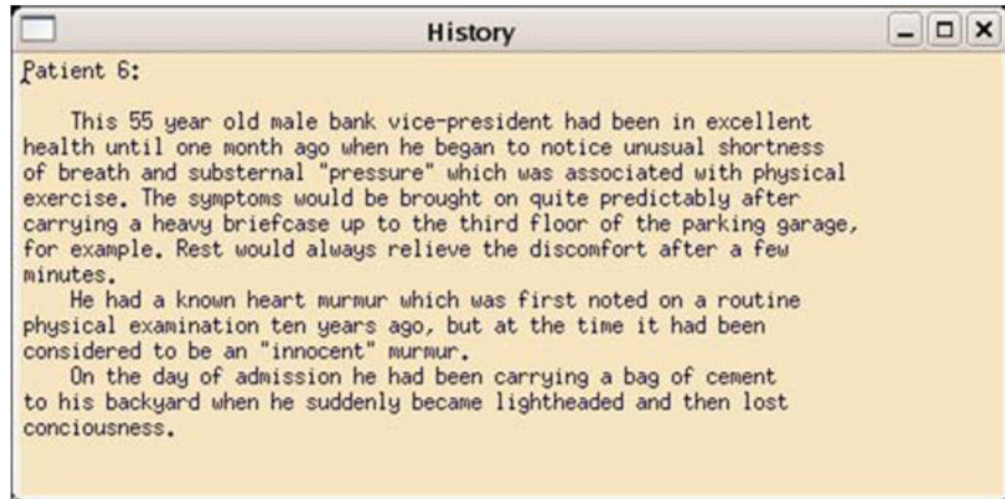 History
Patient 6:
This 55 year old male bank vice-president had been in excellent
health until one month ago when he began to notice unusual shortness
of breath and substernal "pressure" which was associated with physical
exercise. The symptoms would be brought on quite predictably after
carrying a heavy briefcase up to the third floor of the parking garage,
for example. Rest would always relieve the discomfort after a few
minutes.
He had a known heart murmur which was first noted on a routine
physical examination ten years ago, but at the time it had been
considered to be an "innocent" murmur.
On the day of admission he had been carrying a bag of cement
to his backyard when he suddenly became lightheaded and then lost
conciousness.